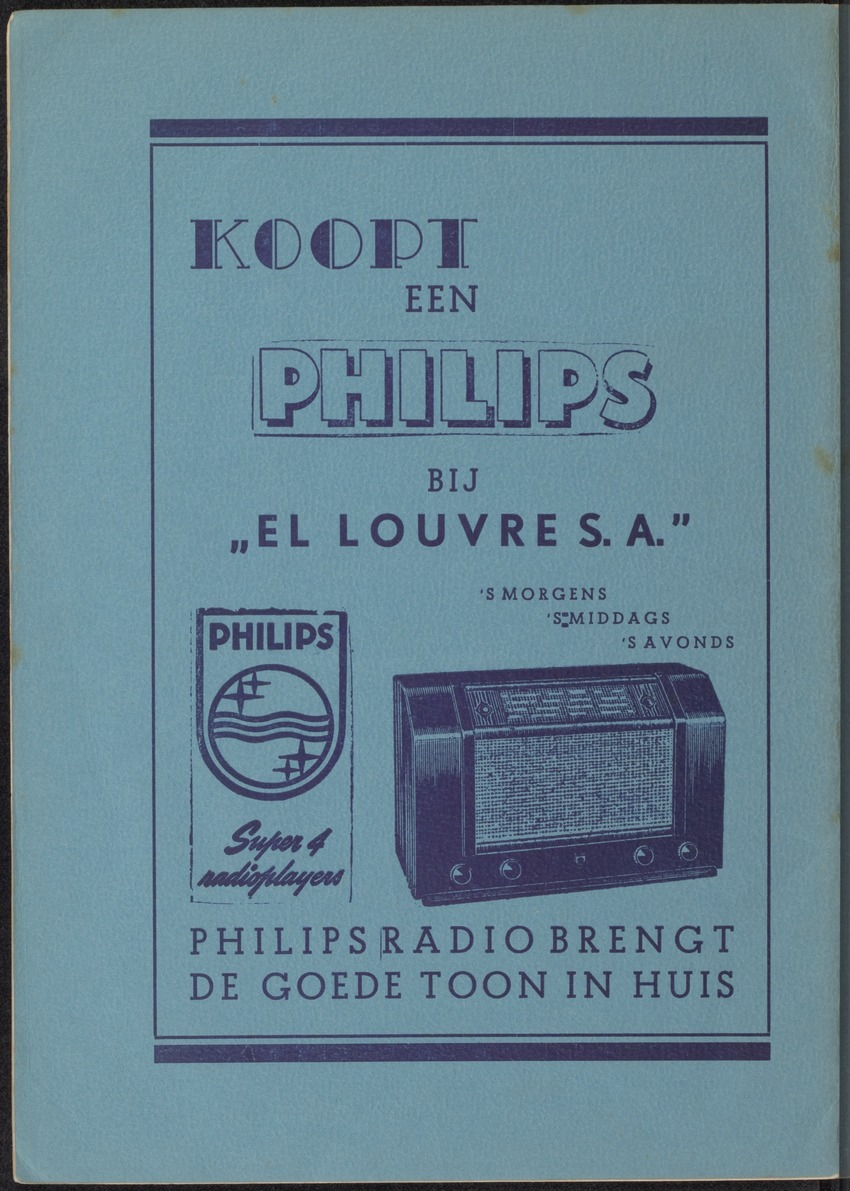 KOOPT
EEN
PHILIPS
BIJ
„EL LOUVRE S. A.”
'S MORGENS
'S MIDDAGS
'S AVONDS
PHILIPS
Super 4
radioplayers
PHILIPS RADIO BRENGT
DE GOEDE TOON IN HUIS